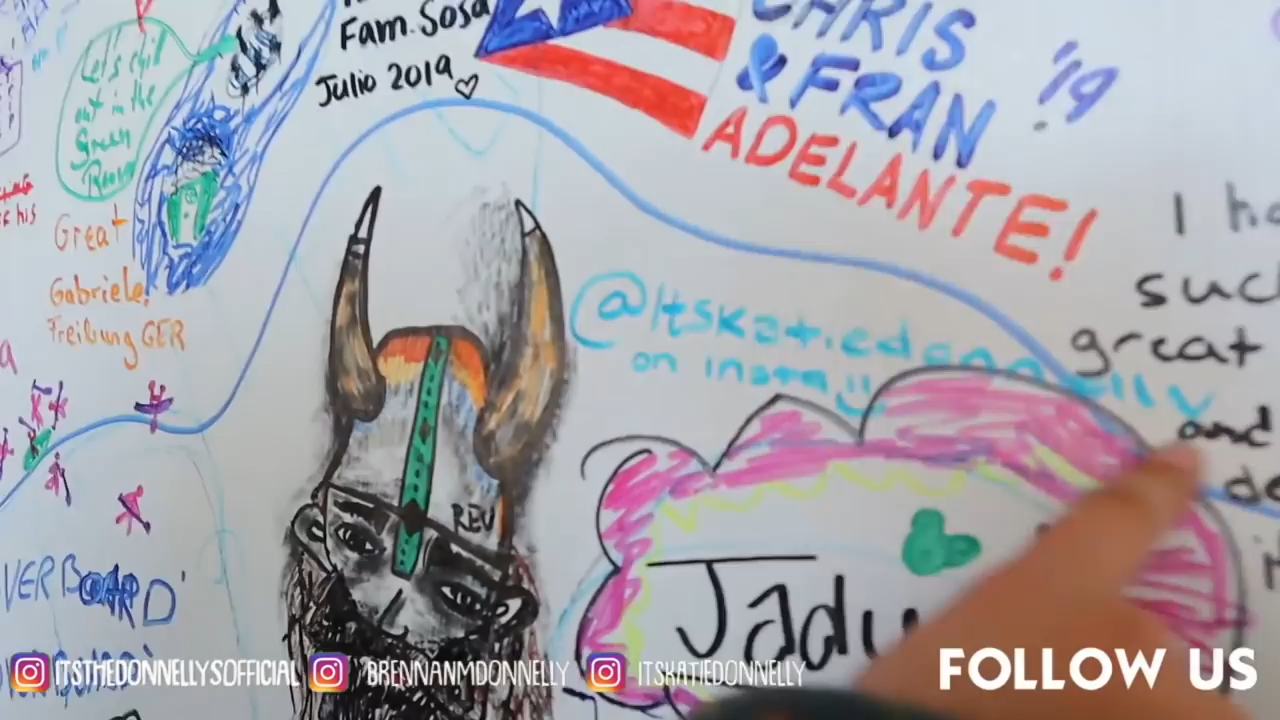 Fam. Sosa
Julio 2019
CHRIS
& FRAN
'19
ADELANTE!
Let's chill
out in the
Green
Room
Great
Gabriele,
Freiburg GER
@Itskatiedonnelly
on insta
such
great
and
REV
Jadu
OVERBOARD
ITSTHEDONNELLYSOFFICIAL
BRENNANMDONNELLY
ITSKATIEDONNELLY
FOLLOW US